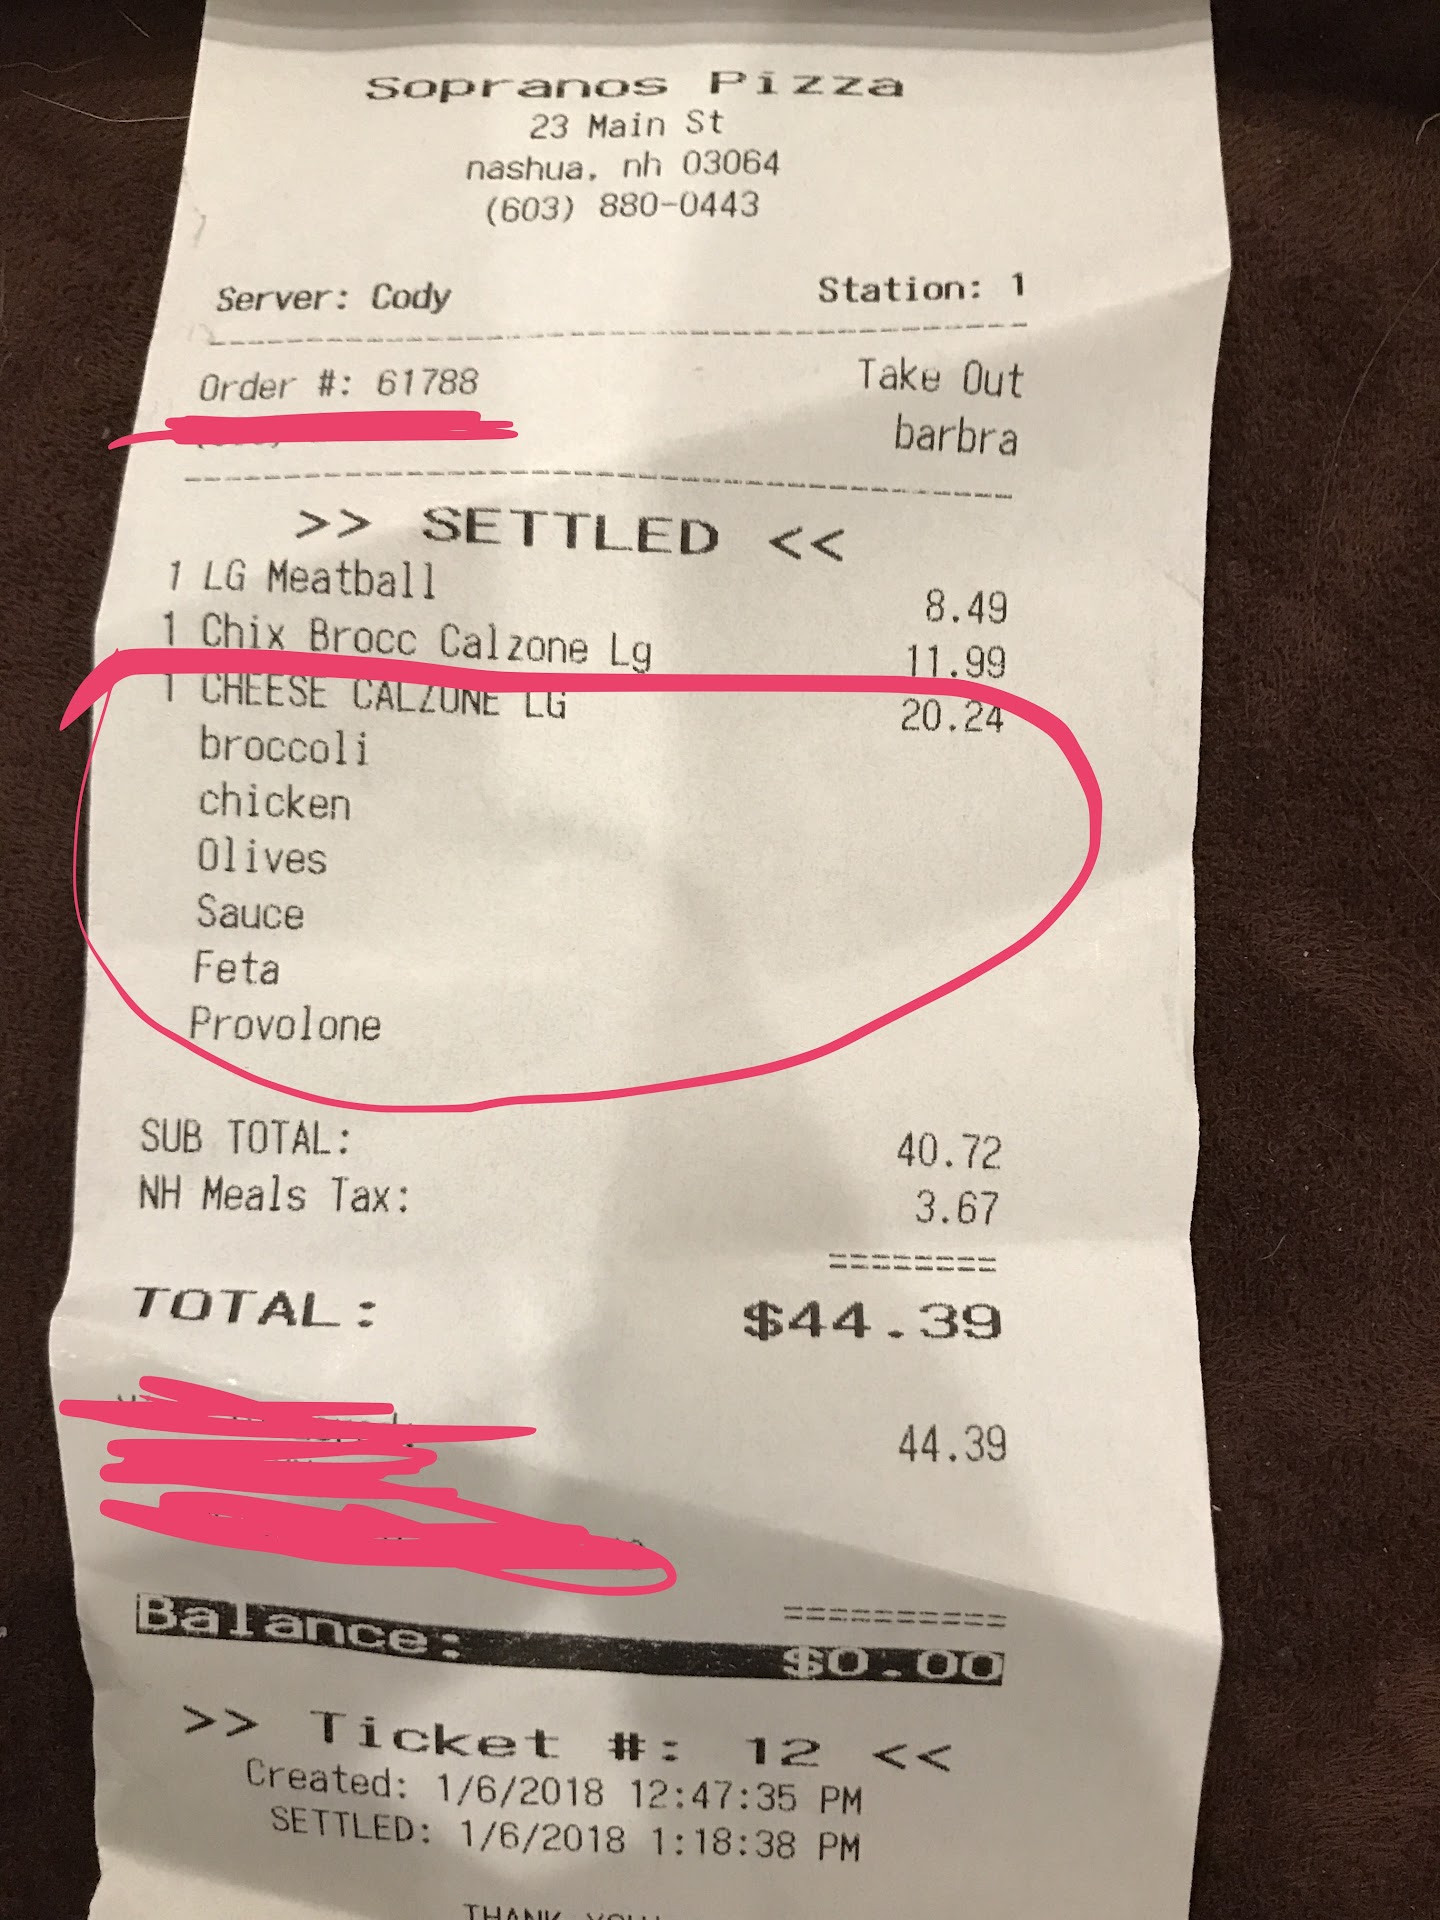 Sopranos Pizza
23 Main St
nashua, nh 03064
(603) 880-0443
Server: Cody Station: 1
Order #: 61788 Take Out
barbra
>> SETTLED <<
1 LG Meatball 8.49
1 Chix Brocc Calzone Lg 11.99
1 CHEESE CALZONE LG 20.24
broccoli
chicken
Olives
Sauce
Feta
Provolone
SUB TOTAL: 40.72
NH Meals Tax: 3.67
========
TOTAL: $44.39
44.39
==========
Balance: $0.00
>> Ticket #: 12 <<
Created: 1/6/2018 12:47:35 PM
SETTLED: 1/6/2018 1:18:38 PM
THANK YOU!